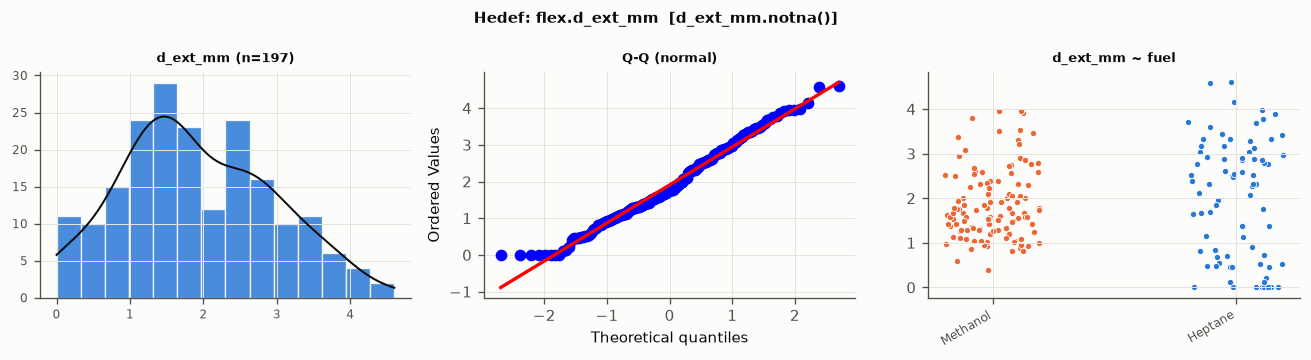 Hedef: flex.d_ext_mm [d_ext_mm.notna()]
d_ext_mm (n=197)
30
25
20
15
10
5
0
0 1 2 3 4
Q-Q (normal)
Ordered Values
4
3
2
1
0
−1
−2 −1 0 1 2
Theoretical quantiles
d_ext_mm ~ fuel
4
3
2
1
0
Methanol
Heptane